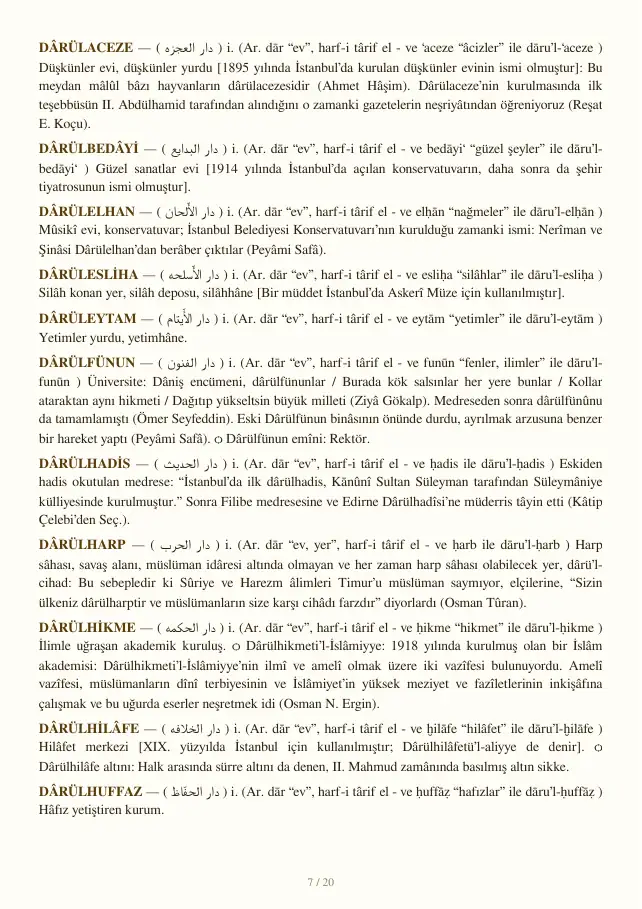 DÂRÜLACEZE — ( دار العجزه ) i. (Ar. dār “ev”, harf-i târif el - ve ‘aceze “âcizler” ile dāru’l-‘aceze )
Düşkünler evi, düşkünler yurdu [1895 yılında İstanbul’da kurulan düşkünler evinin ismi olmuştur]: Bu
meydan mâlûl bâzı hayvanların dârülacezesidir (Ahmet Hâşim). Dârülaceze’nin kurulmasında ilk
teşebbüsün II. Abdülhamid tarafından alındığını o zamanki gazetelerin neşriyâtından öğreniyoruz (Reşat
E. Koçu).
DÂRÜLBEDÂYİ — ( دار البدايع ) i. (Ar. dār “ev”, harf-i târif el - ve bedāyi‘ “güzel şeyler” ile dāru’l-
bedāyi‘ ) Güzel sanatlar evi [1914 yılında İstanbul’da açılan konservatuvarın, daha sonra da şehir
tiyatrosunun ismi olmuştur].
DÂRÜLELHAN — ( دار الألحان ) i. (Ar. dār “ev”, harf-i târif el - ve elḥān “nağmeler” ile dāru’l-elḥān )
Mûsikî evi, konservatuvar; İstanbul Belediyesi Konservatuvarı’nın kurulduğu zamanki ismi: Nerîman ve
Şinâsi Dârülelhan’dan berâber çıktılar (Peyâmi Safâ).
DÂRÜLESLİHA — ( دار الأسلحه ) i. (Ar. dār “ev”, harf-i târif el - ve esliḥa “silâhlar” ile dāru’l-esliḥa )
Silâh konan yer, silâh deposu, silâhhâne [Bir müddet İstanbul’da Askerî Müze için kullanılmıştır].
DÂRÜLEYTAM — ( دار الأيتام ) i. (Ar. dār “ev”, harf-i târif el - ve eytām “yetimler” ile dāru’l-eytām )
Yetimler yurdu, yetimhâne.
DÂRÜLFÜNUN — ( دار الفنون ) i. (Ar. dār “ev”, harf-i târif el - ve funūn “fenler, ilimler” ile dāru’l-
funūn ) Üniversite: Dâniş encümeni, dârülfünunlar / Burada kök salsınlar her yere bunlar / Kollar
ataraktan aynı hikmeti / Dağıtıp yükseltsin büyük milleti (Ziyâ Gökalp). Medreseden sonra dârülfünûnu
da tamamlamıştı (Ömer Seyfeddin). Eski Dârülfünun binâsının önünde durdu, ayrılmak arzusuna benzer
bir hareket yaptı (Peyâmi Safâ). ѻ Dârülfünun emîni: Rektör.
DÂRÜLHADİS — ( دار الحديث ) i. (Ar. dār “ev”, harf-i târif el - ve ḥadіs ile dāru’l-ḥadis ) Eskiden
hadis okutulan medrese: “İstanbul’da ilk dârülhadis, Kānûnî Sultan Süleyman tarafından Süleymâniye
külliyesinde kurulmuştur.” Sonra Filibe medresesine ve Edirne Dârülhadîsi’ne müderris tâyin etti (Kâtip
Çelebi’den Seç.).
DÂRÜLHARP — ( دار الحرب ) i. (Ar. dār “ev, yer”, harf-i târif el - ve ḥarb ile dāru’l-ḥarb ) Harp
sâhası, savaş alanı, müslüman idâresi altında olmayan ve her zaman harp sâhası olabilecek yer, dârü’l-
cihad: Bu sebepledir ki Sûriye ve Harezm âlimleri Timur’u müslüman saymıyor, elçilerine, “Sizin
ülkeniz dârülharptir ve müslümanların size karşı cihâdı farzdır” diyorlardı (Osman Tûran).
DÂRÜLHİKME — ( دار الحكمه ) i. (Ar. dār “ev”, harf-i târif el - ve ḥikme “hikmet” ile dāru’l-ḥikme )
İlimle uğraşan akademik kuruluş. ѻ Dârülhikmeti’l-İslâmiyye: 1918 yılında kurulmuş olan bir İslâm
akademisi: Dârülhikmeti’l-İslâmiyye’nin ilmî ve amelî olmak üzere iki vazîfesi bulunuyordu. Amelî
vazîfesi, müslümanların dînî terbiyesinin ve İslâmiyet’in yüksek meziyet ve fazîletlerinin inkişâfına
çalışmak ve bu uğurda eserler neşretmek idi (Osman N. Ergin).
DÂRÜLHİLÂFE — ( دار الخلافه ) i. (Ar. dār “ev”, harf-i târif el - ve ḫilāfe “hilâfet” ile dāru’l-ḫilāfe )
Hilâfet merkezi [XIX. yüzyılda İstanbul için kullanılmıştır; Dârülhilâfetü’l-aliyye de denir]. ѻ
Dârülhilâfe altını: Halk arasında sürre altını da denen, II. Mahmud zamânında basılmış altın sikke.
DÂRÜLHUFFAZ — ( دار الحفّاظ ) i. (Ar. dār “ev”, harf-i târif el - ve ḥuffāẓ “hafızlar” ile dāru’l-ḥuffāẓ )
Hâfız yetiştiren kurum.
7 / 20